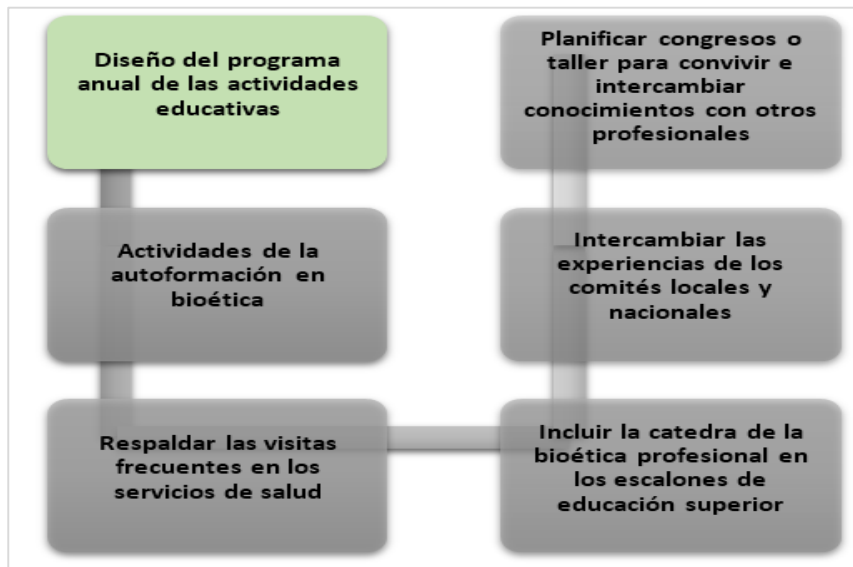 Diseño del programa
anual de las actividades
educativas
Actividades de la
autoformación en
bioética
Respaldar las visitas
frecuentes en los
servicios de salud
Incluir la catedra de la
bioética profesional en
los escalones de
educación superior
Intercambiar las
experiencias de los
comités locales y
nacionales
Planificar congresos o
taller para convivir e
intercambiar
conocimientos con otros
profesionales